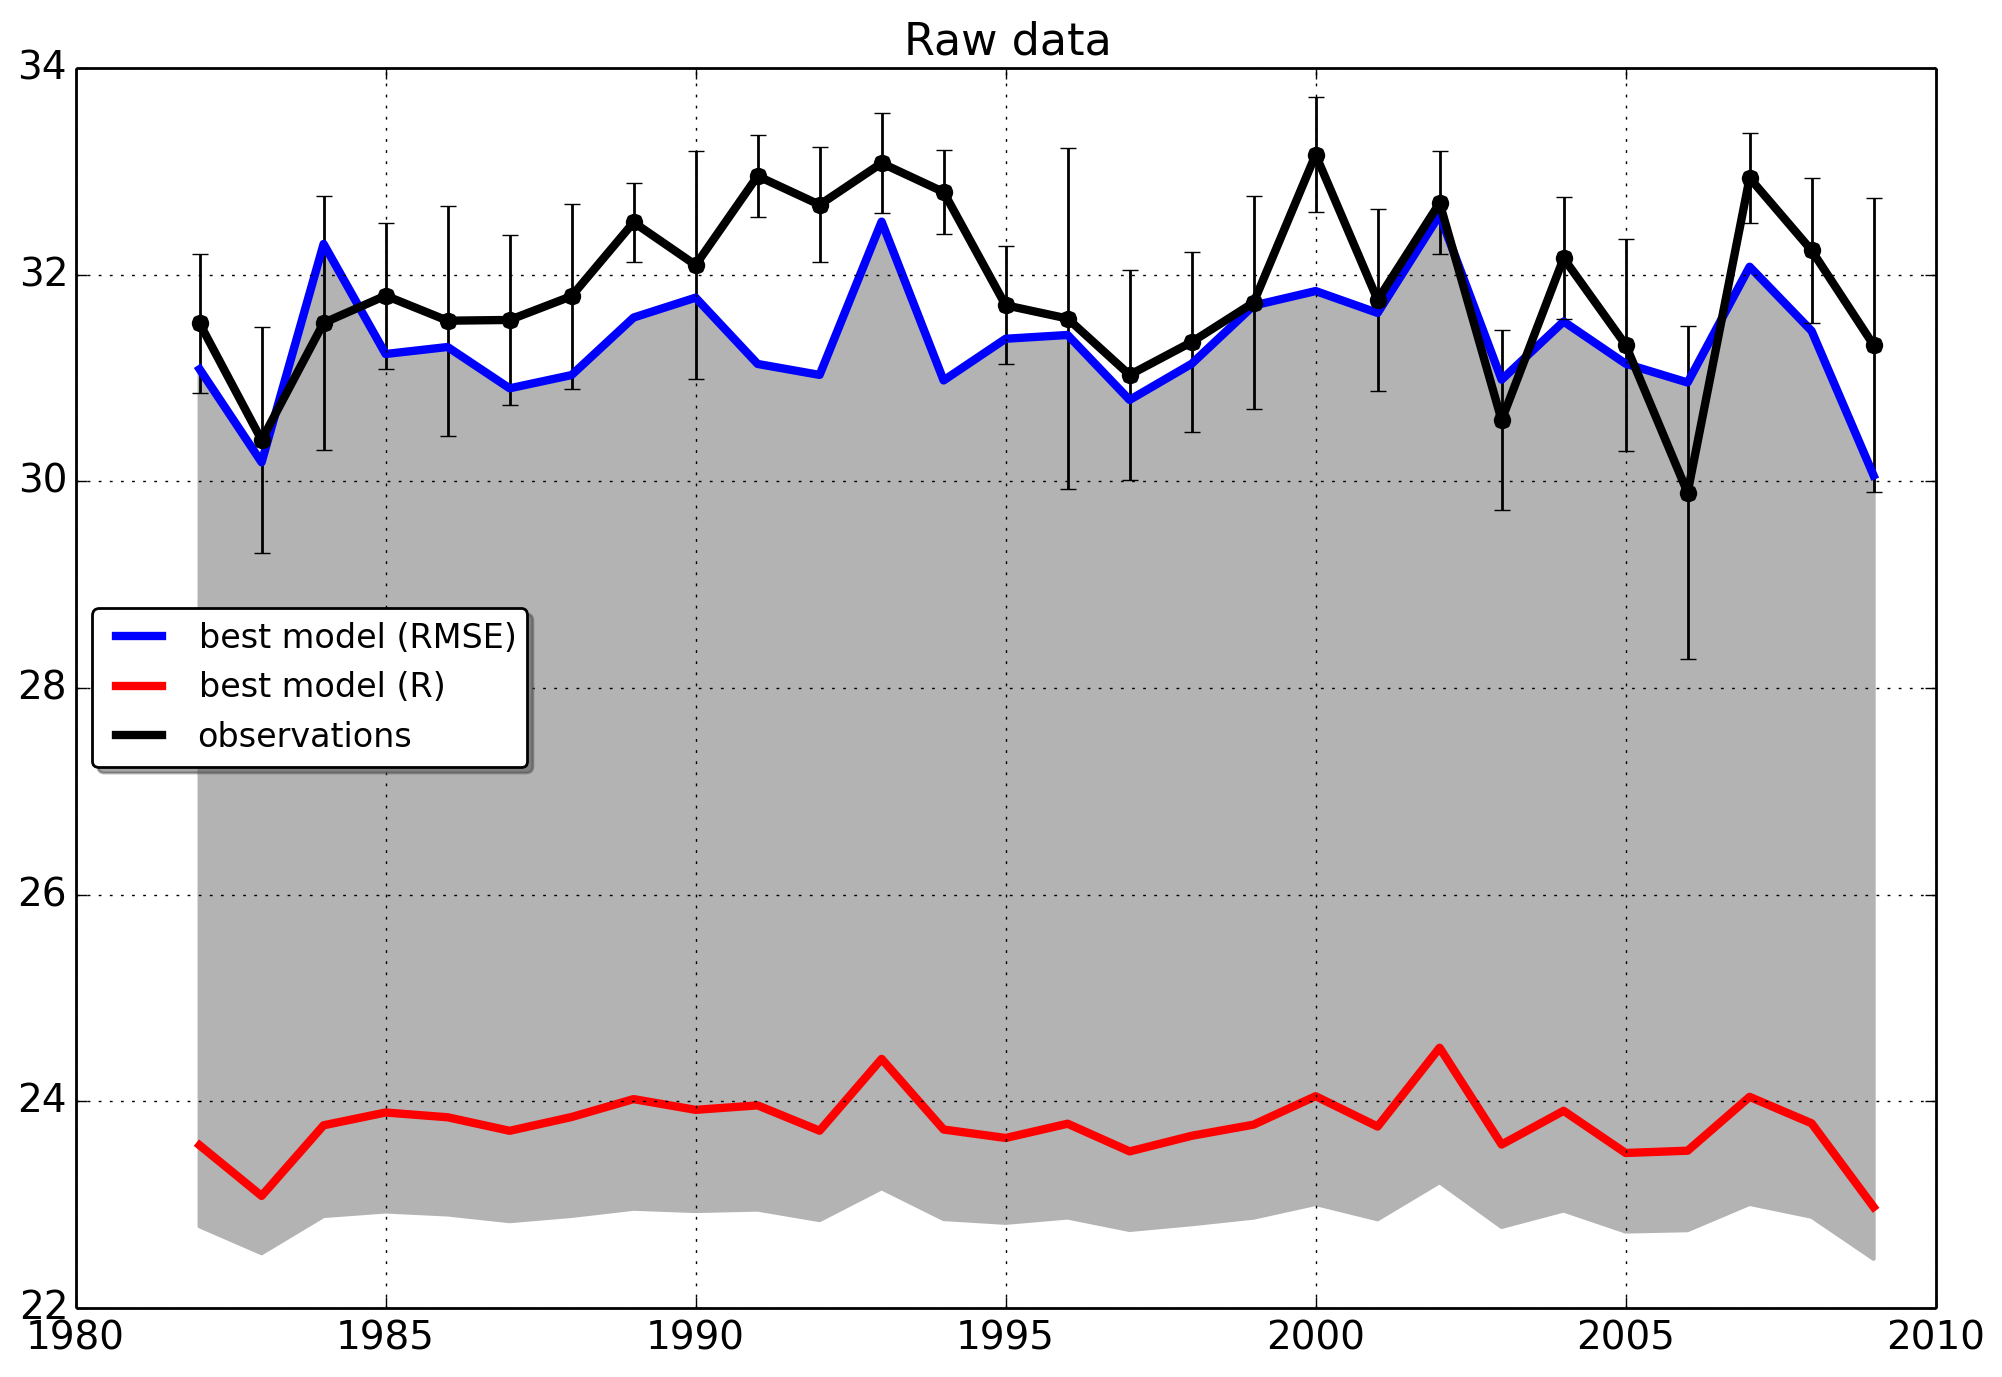 Raw data
34
32
30
28
26
24
22
best model (RMSE)
best model (R)
observations
1980 1985 1990 1995 2000 2005 2010